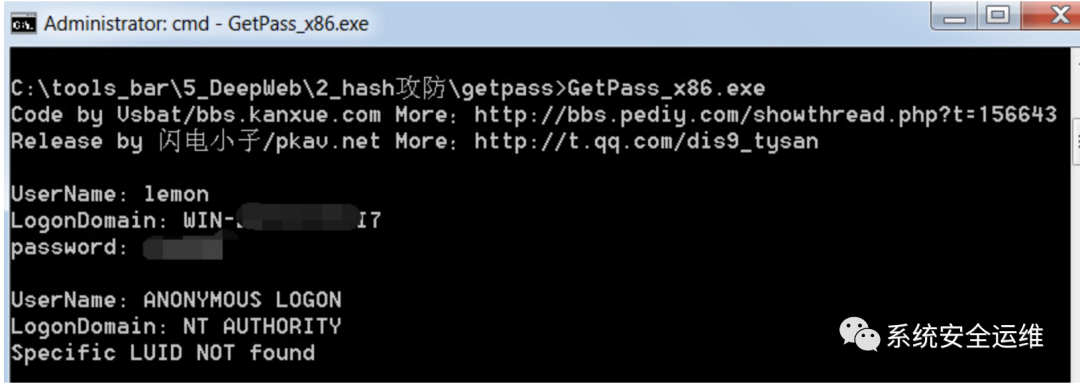 Administrator: cmd - GetPass_x86.exe
C:\tools_bar\5_DeepWeb\2_hash攻防\getpass>GetPass_x86.exe
Code by Vsbat/bbs.kanxue.com More: http://bbs.pediy.com/showthread.php?t=156643
Release by 闪电小子/pkav.net More: http://t.qq.com/dis9_tysan
UserName: lemon
LogonDomain: WIN- I7
password:
UserName: ANONYMOUS LOGON
LogonDomain: NT AUTHORITY
Specific LUID NOT found
系统安全运维